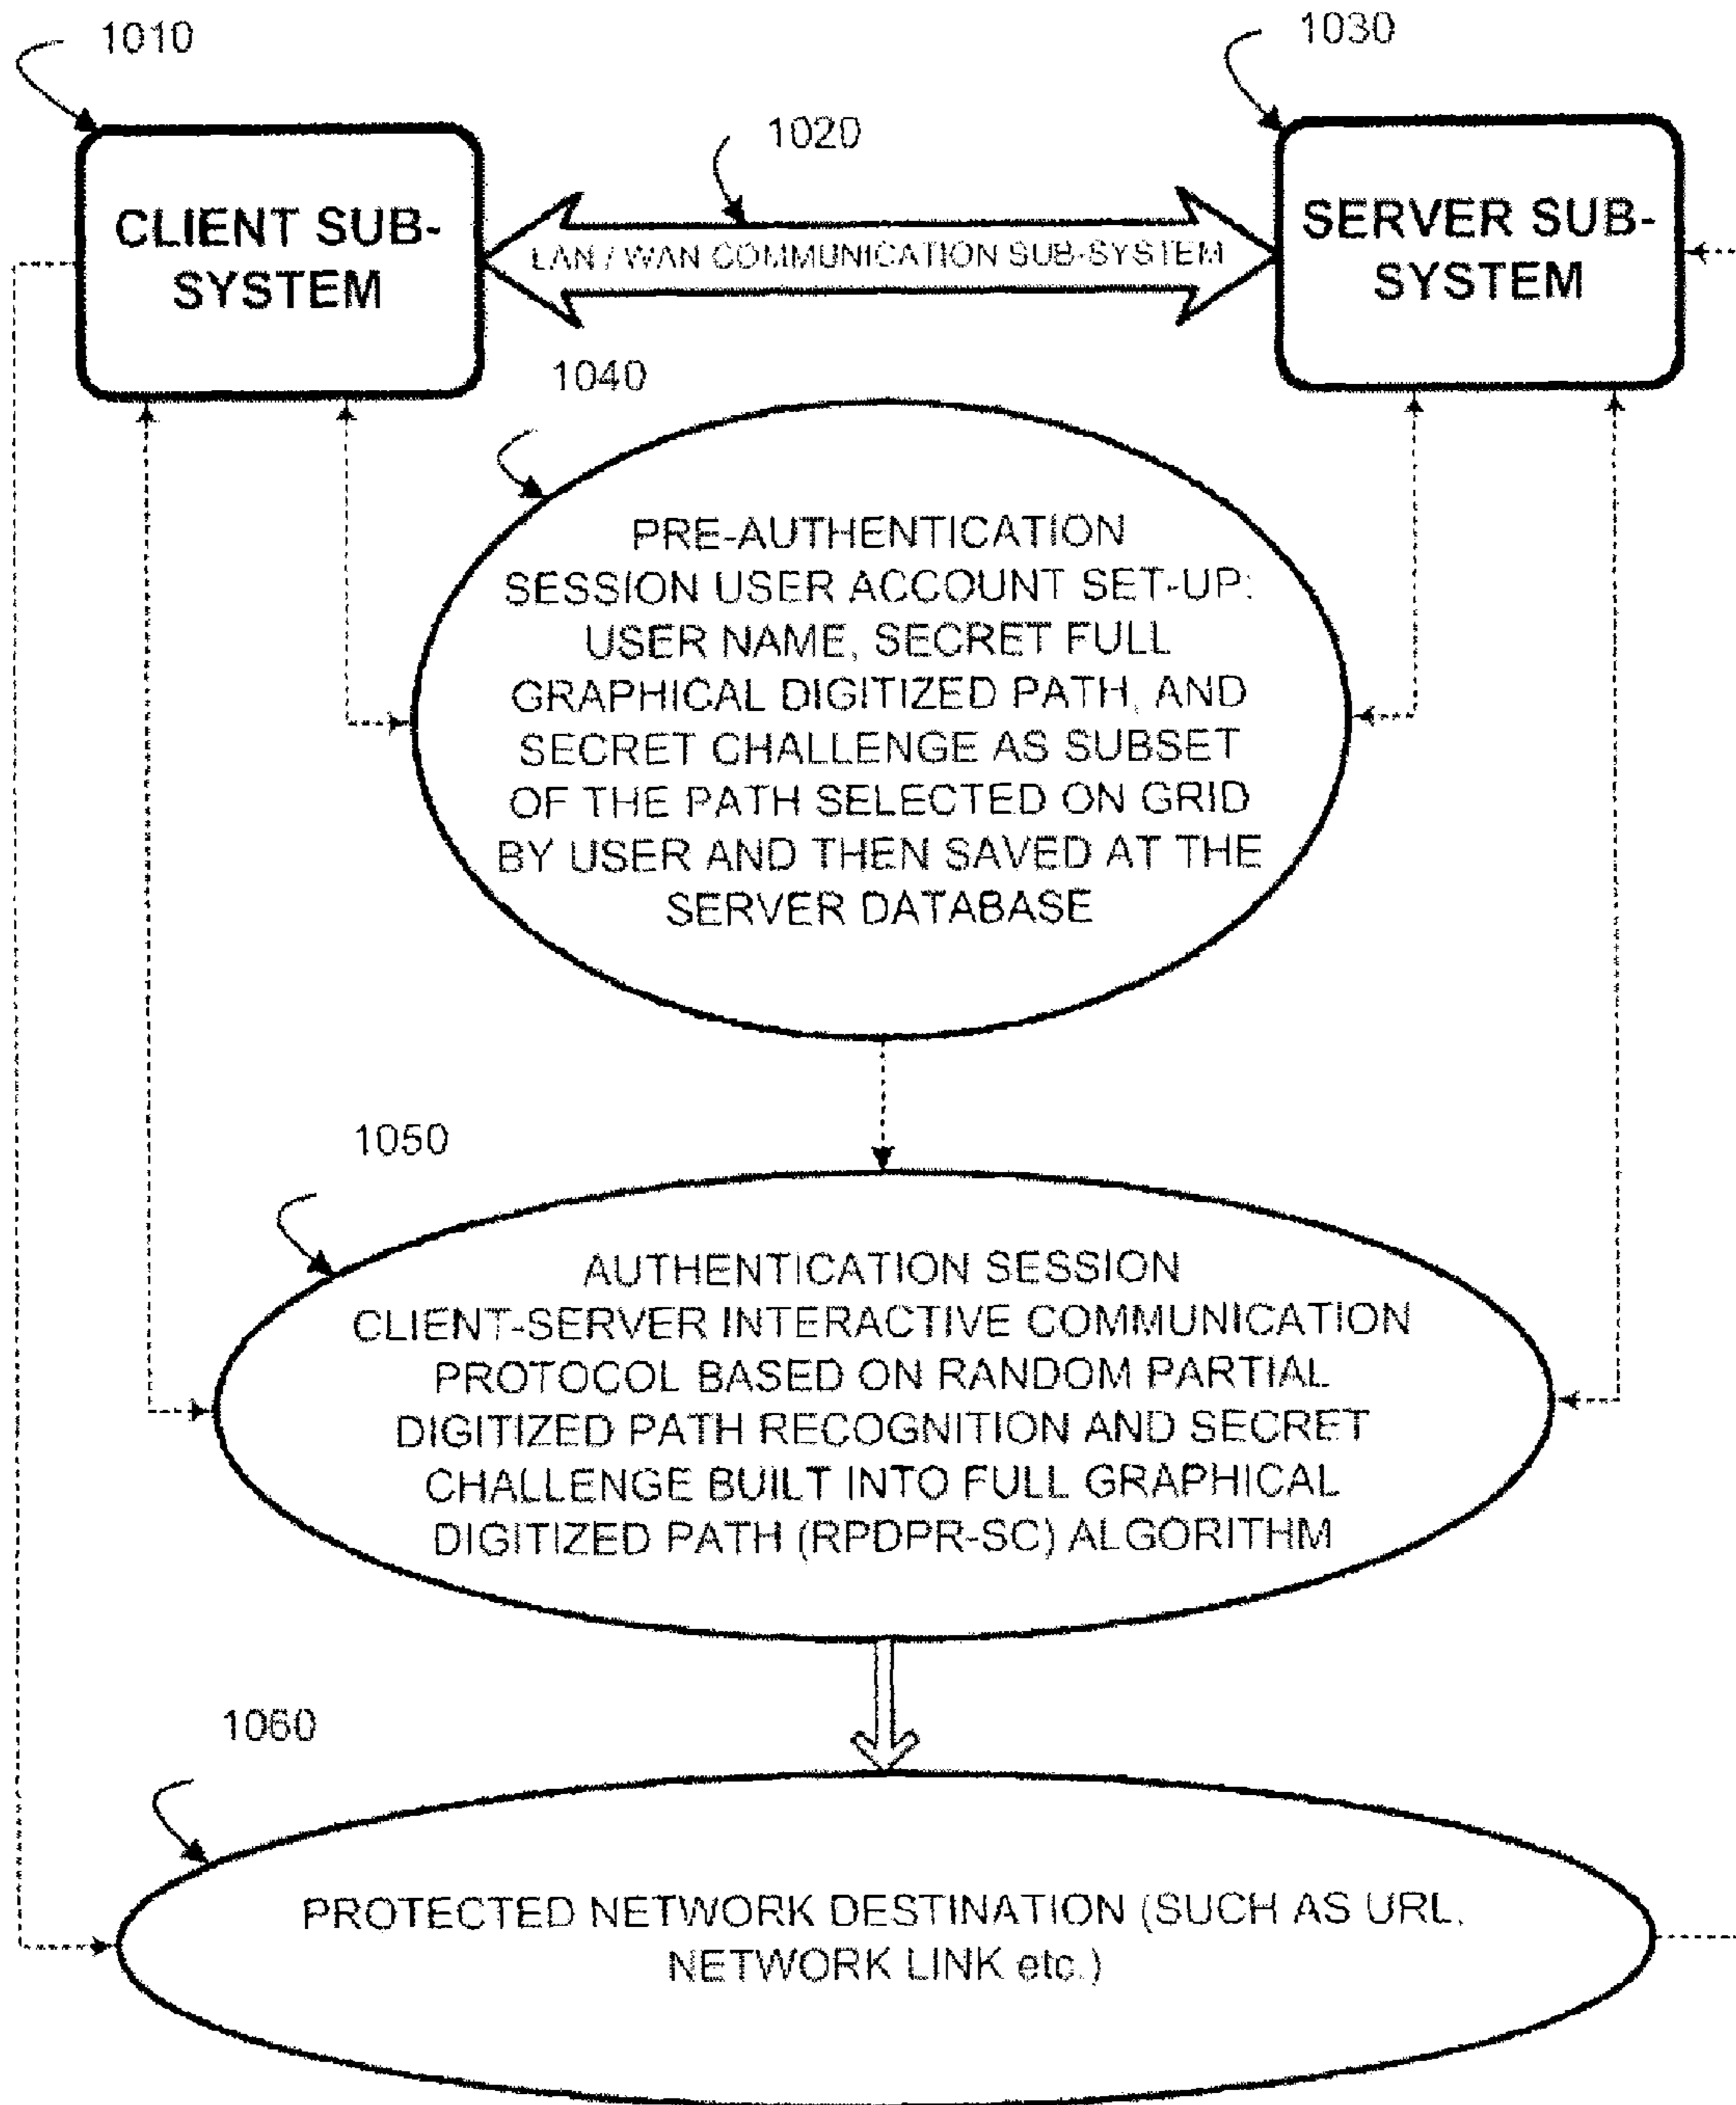 1010
1030
1020
CLIENT SUB-
SYSTEM
LAN / WAN COMMUNICATION SUB-SYSTEM
SERVER SUB-
SYSTEM
1040
PRE-AUTHENTICATION
SESSION USER ACCOUNT SET-UP:
USER NAME, SECRET FULL
GRAPHICAL DIGITIZED PATH, AND
SECRET CHALLENGE AS SUBSET
OF THE PATH SELECTED ON GRID
BY USER AND THEN SAVED AT THE
SERVER DATABASE
1050
AUTHENTICATION SESSION
CLIENT-SERVER INTERACTIVE COMMUNICATION
PROTOCOL BASED ON RANDOM PARTIAL
DIGITIZED PATH RECOGNITION AND SECRET
CHALLENGE BUILT INTO FULL GRAPHICAL
DIGITIZED PATH (RPDPR-SC) ALGORITHM
1060
PROTECTED NETWORK DESTINATION (SUCH AS URL,
NETWORK LINK etc.)